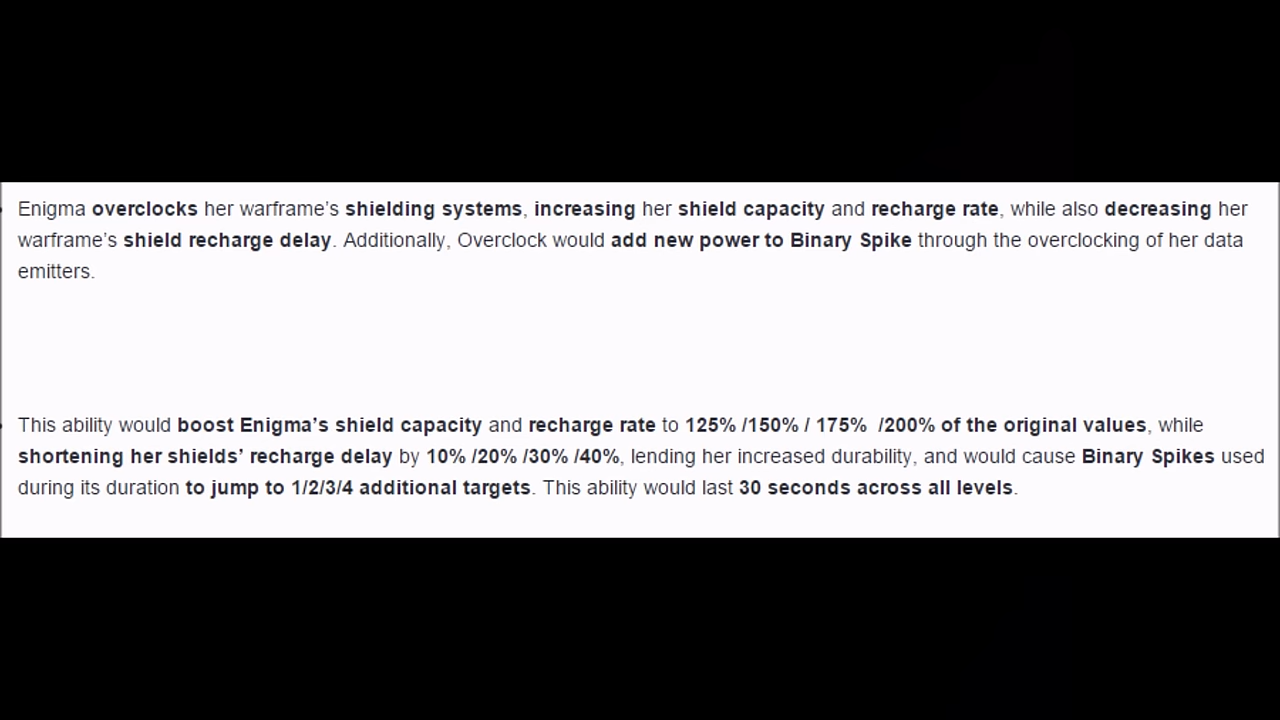 Enigma overclocks her warframe’s shielding systems, increasing her shield capacity and recharge rate, while also decreasing her
warframe’s shield recharge delay. Additionally, Overclock would add new power to Binary Spike through the overclocking of her data
emitters.
This ability would boost Enigma’s shield capacity and recharge rate to 125% /150% / 175%  /200% of the original values, while
shortening her shields’ recharge delay by 10% /20% /30% /40%, lending her increased durability, and would cause Binary Spikes used
during its duration to jump to 1/2/3/4 additional targets. This ability would last 30 seconds across all levels.